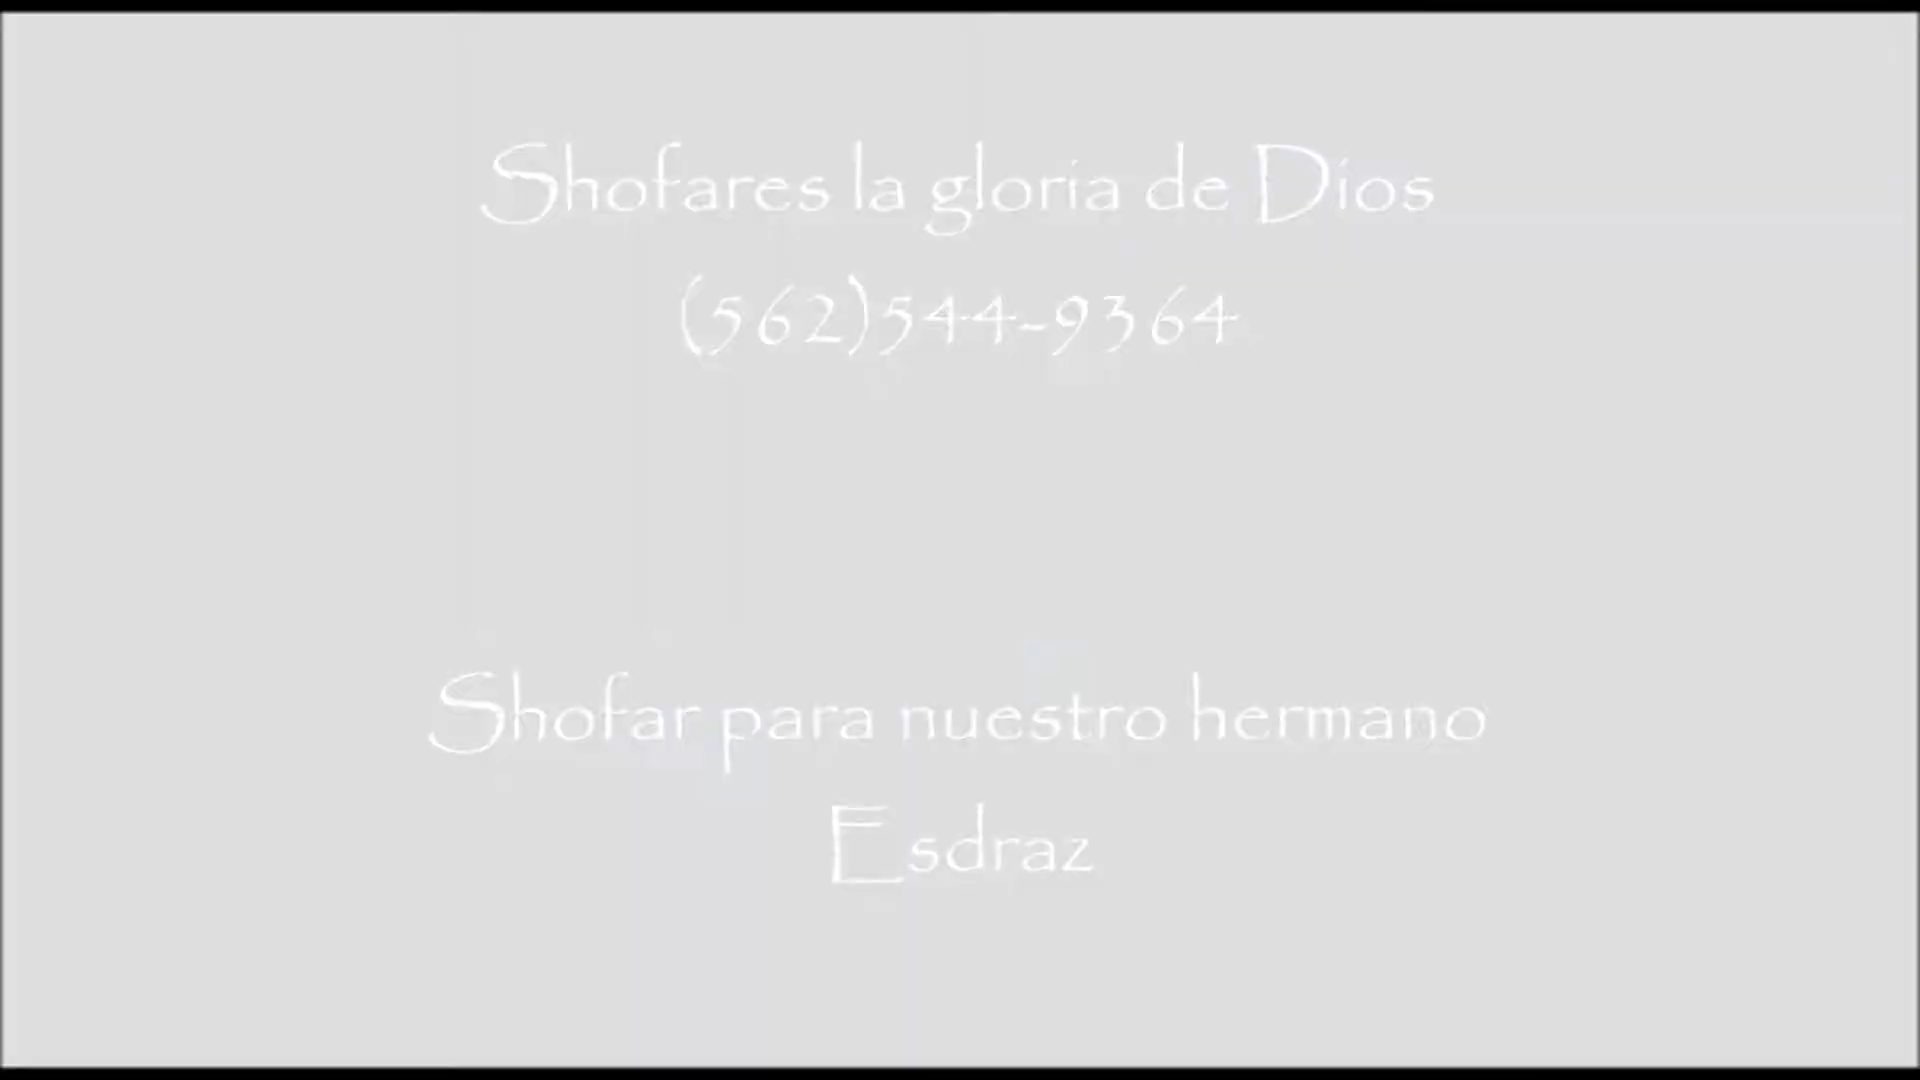 Shofares la gloria de Dios
(562)544-9364
Shofar para nuestro hermano
Esdraz